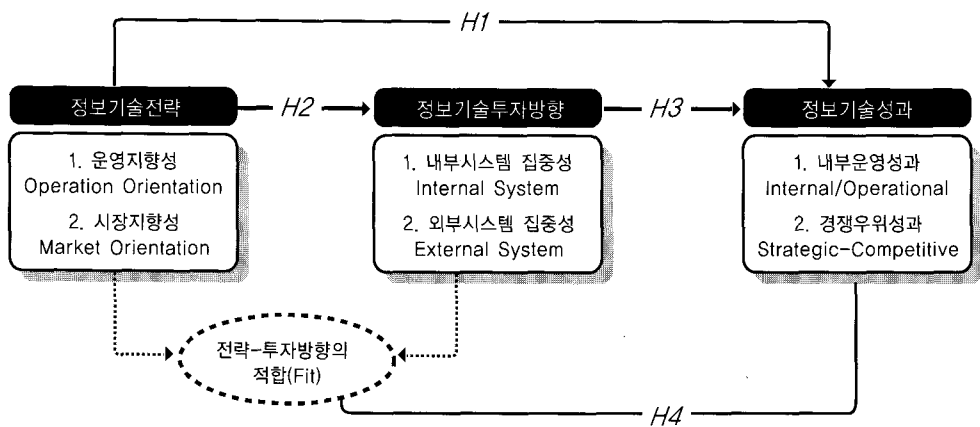 H1
정보기술전략
H2
정보기술투자방향
H3
정보기술성과
1. 운영지향성
Operation Orientation
2. 시장지향성
Market Orientation
1. 내부시스템 집중성
Internal System
2. 외부시스템 집중성
External System
1. 내부운영성과
Internal/Operational
2. 경쟁우위성과
Strategic-Competitive
전략-투자방향의
적합(Fit)
H4